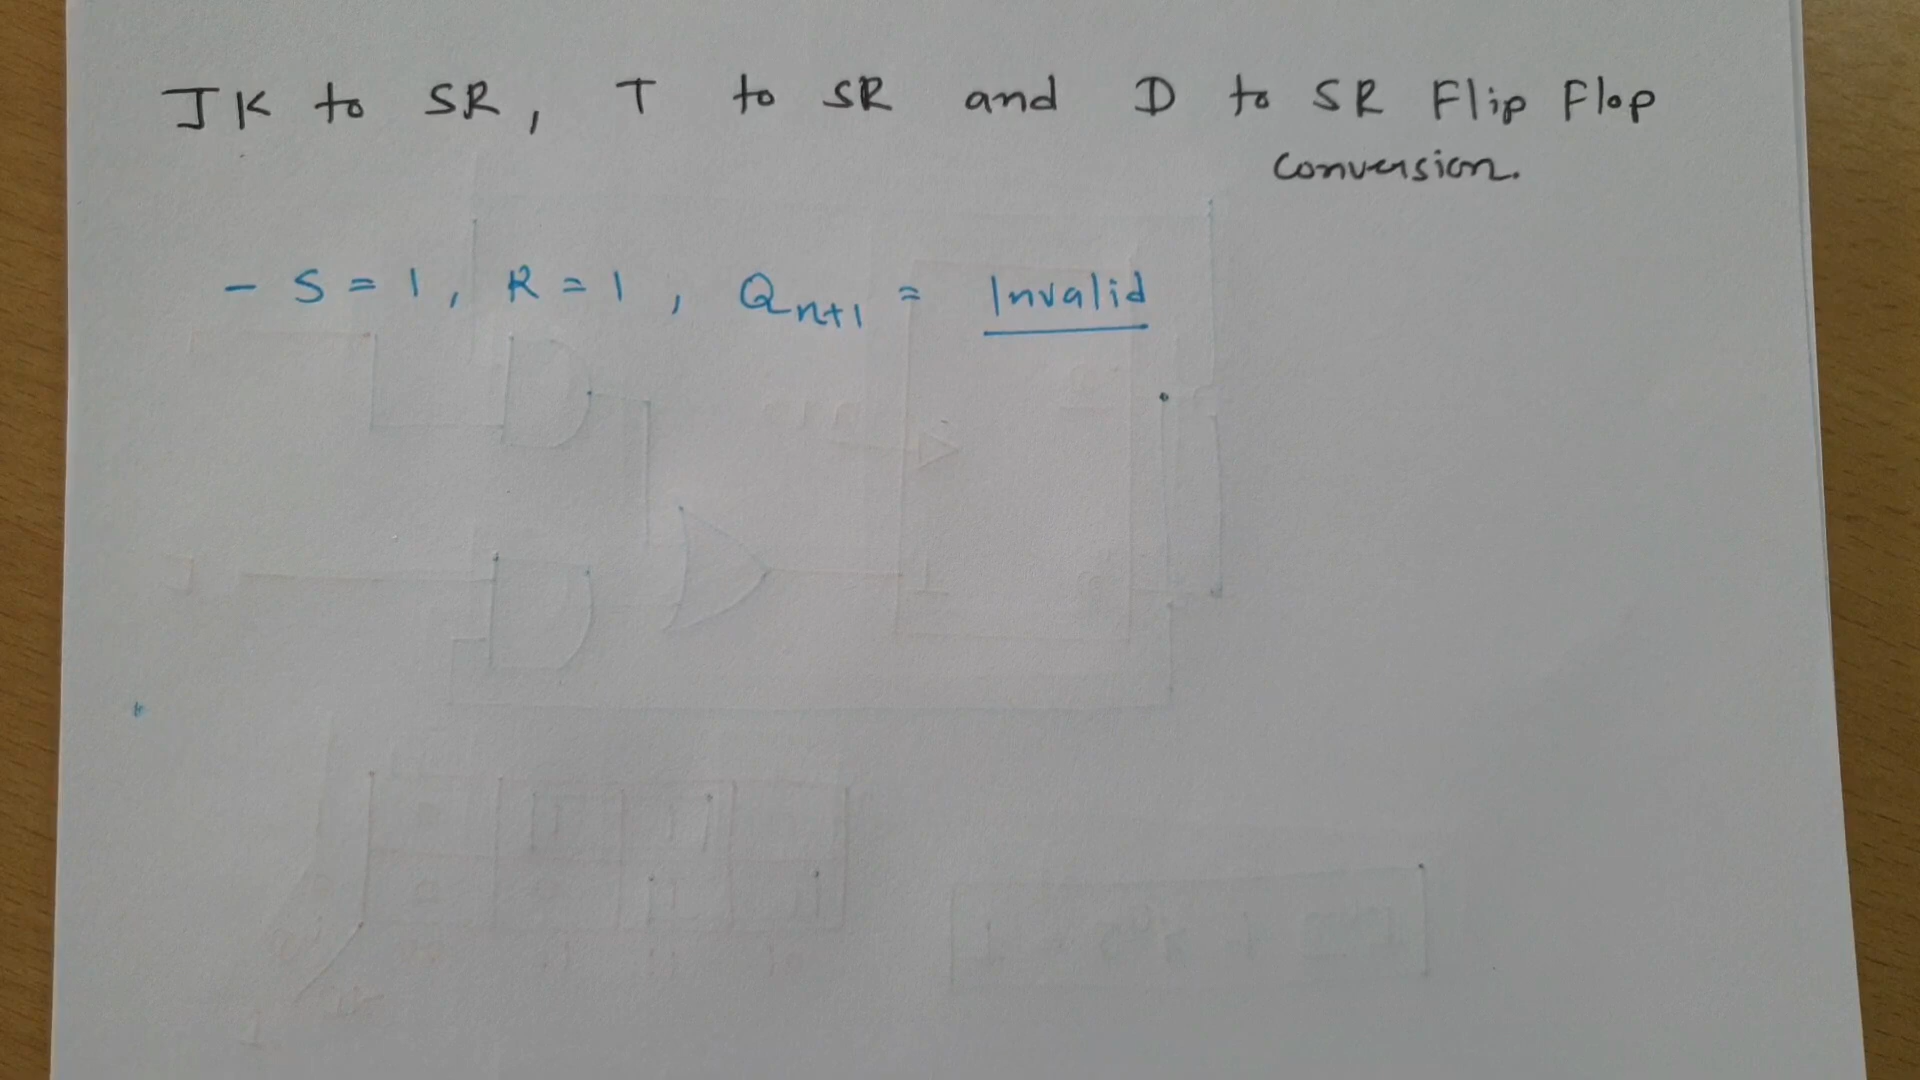 JK to SR, T to SR and D to SR Flip Flop
conversion.
- S = 1, R = 1, Qn+1 = Invalid